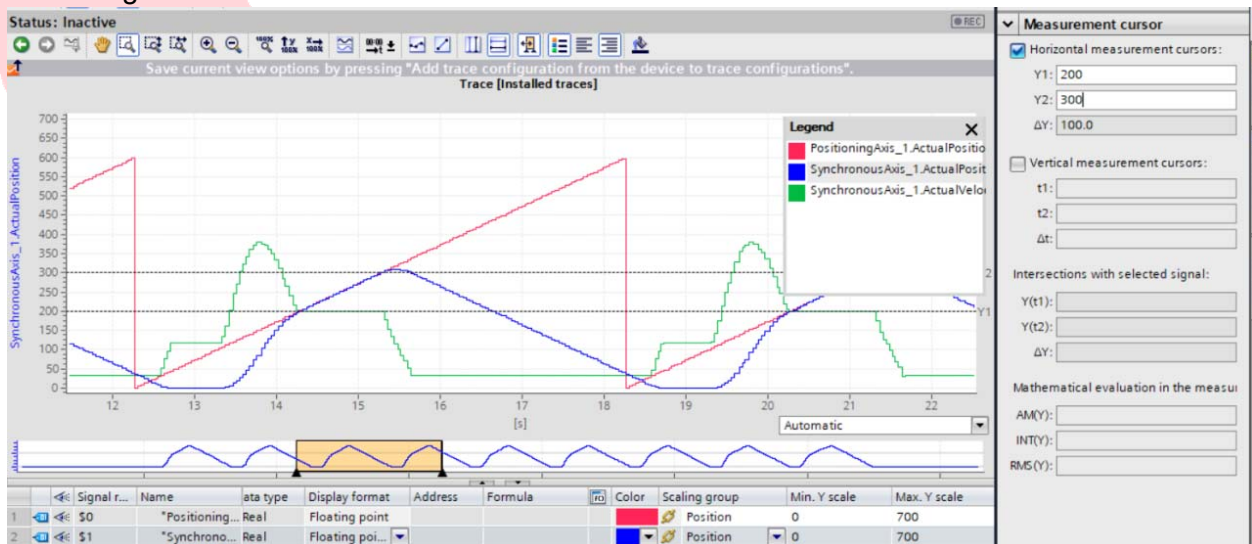 Status: Inactive
REC
Save current view options by pressing "Add trace configuration from the device to trace configurations".
Trace [Installed traces]
SynchronousAxis_1.ActualPosition
700
650
600
550
500
450
400
350
300
250
200
150
100
50
0
12 13 14 15 16 17 18 19 20 21 22
[s]
Automatic
2
Y1
Legend
PositioningAxis_1.ActualPositio
SynchronousAxis_1.ActualPosit
SynchronousAxis_1.ActualVelo
Signal r... Name ata type Display format Address Formula Color Scaling group Min. Y scale Max. Y scale
1 $0 "Positioning... Real Floating point Position 0 700
2 $1 "Synchrono... Real Floating poi... Position 0 700
Measurement cursor
Horizontal measurement cursors:
Y1: 200
Y2: 300
ΔY: 100.0
Vertical measurement cursors:
t1:
t2:
Δt:
Intersections with selected signal:
Y(t1):
Y(t2):
ΔY:
Mathematical evaluation in the measu
AM(Y):
INT(Y):
RMS(Y):